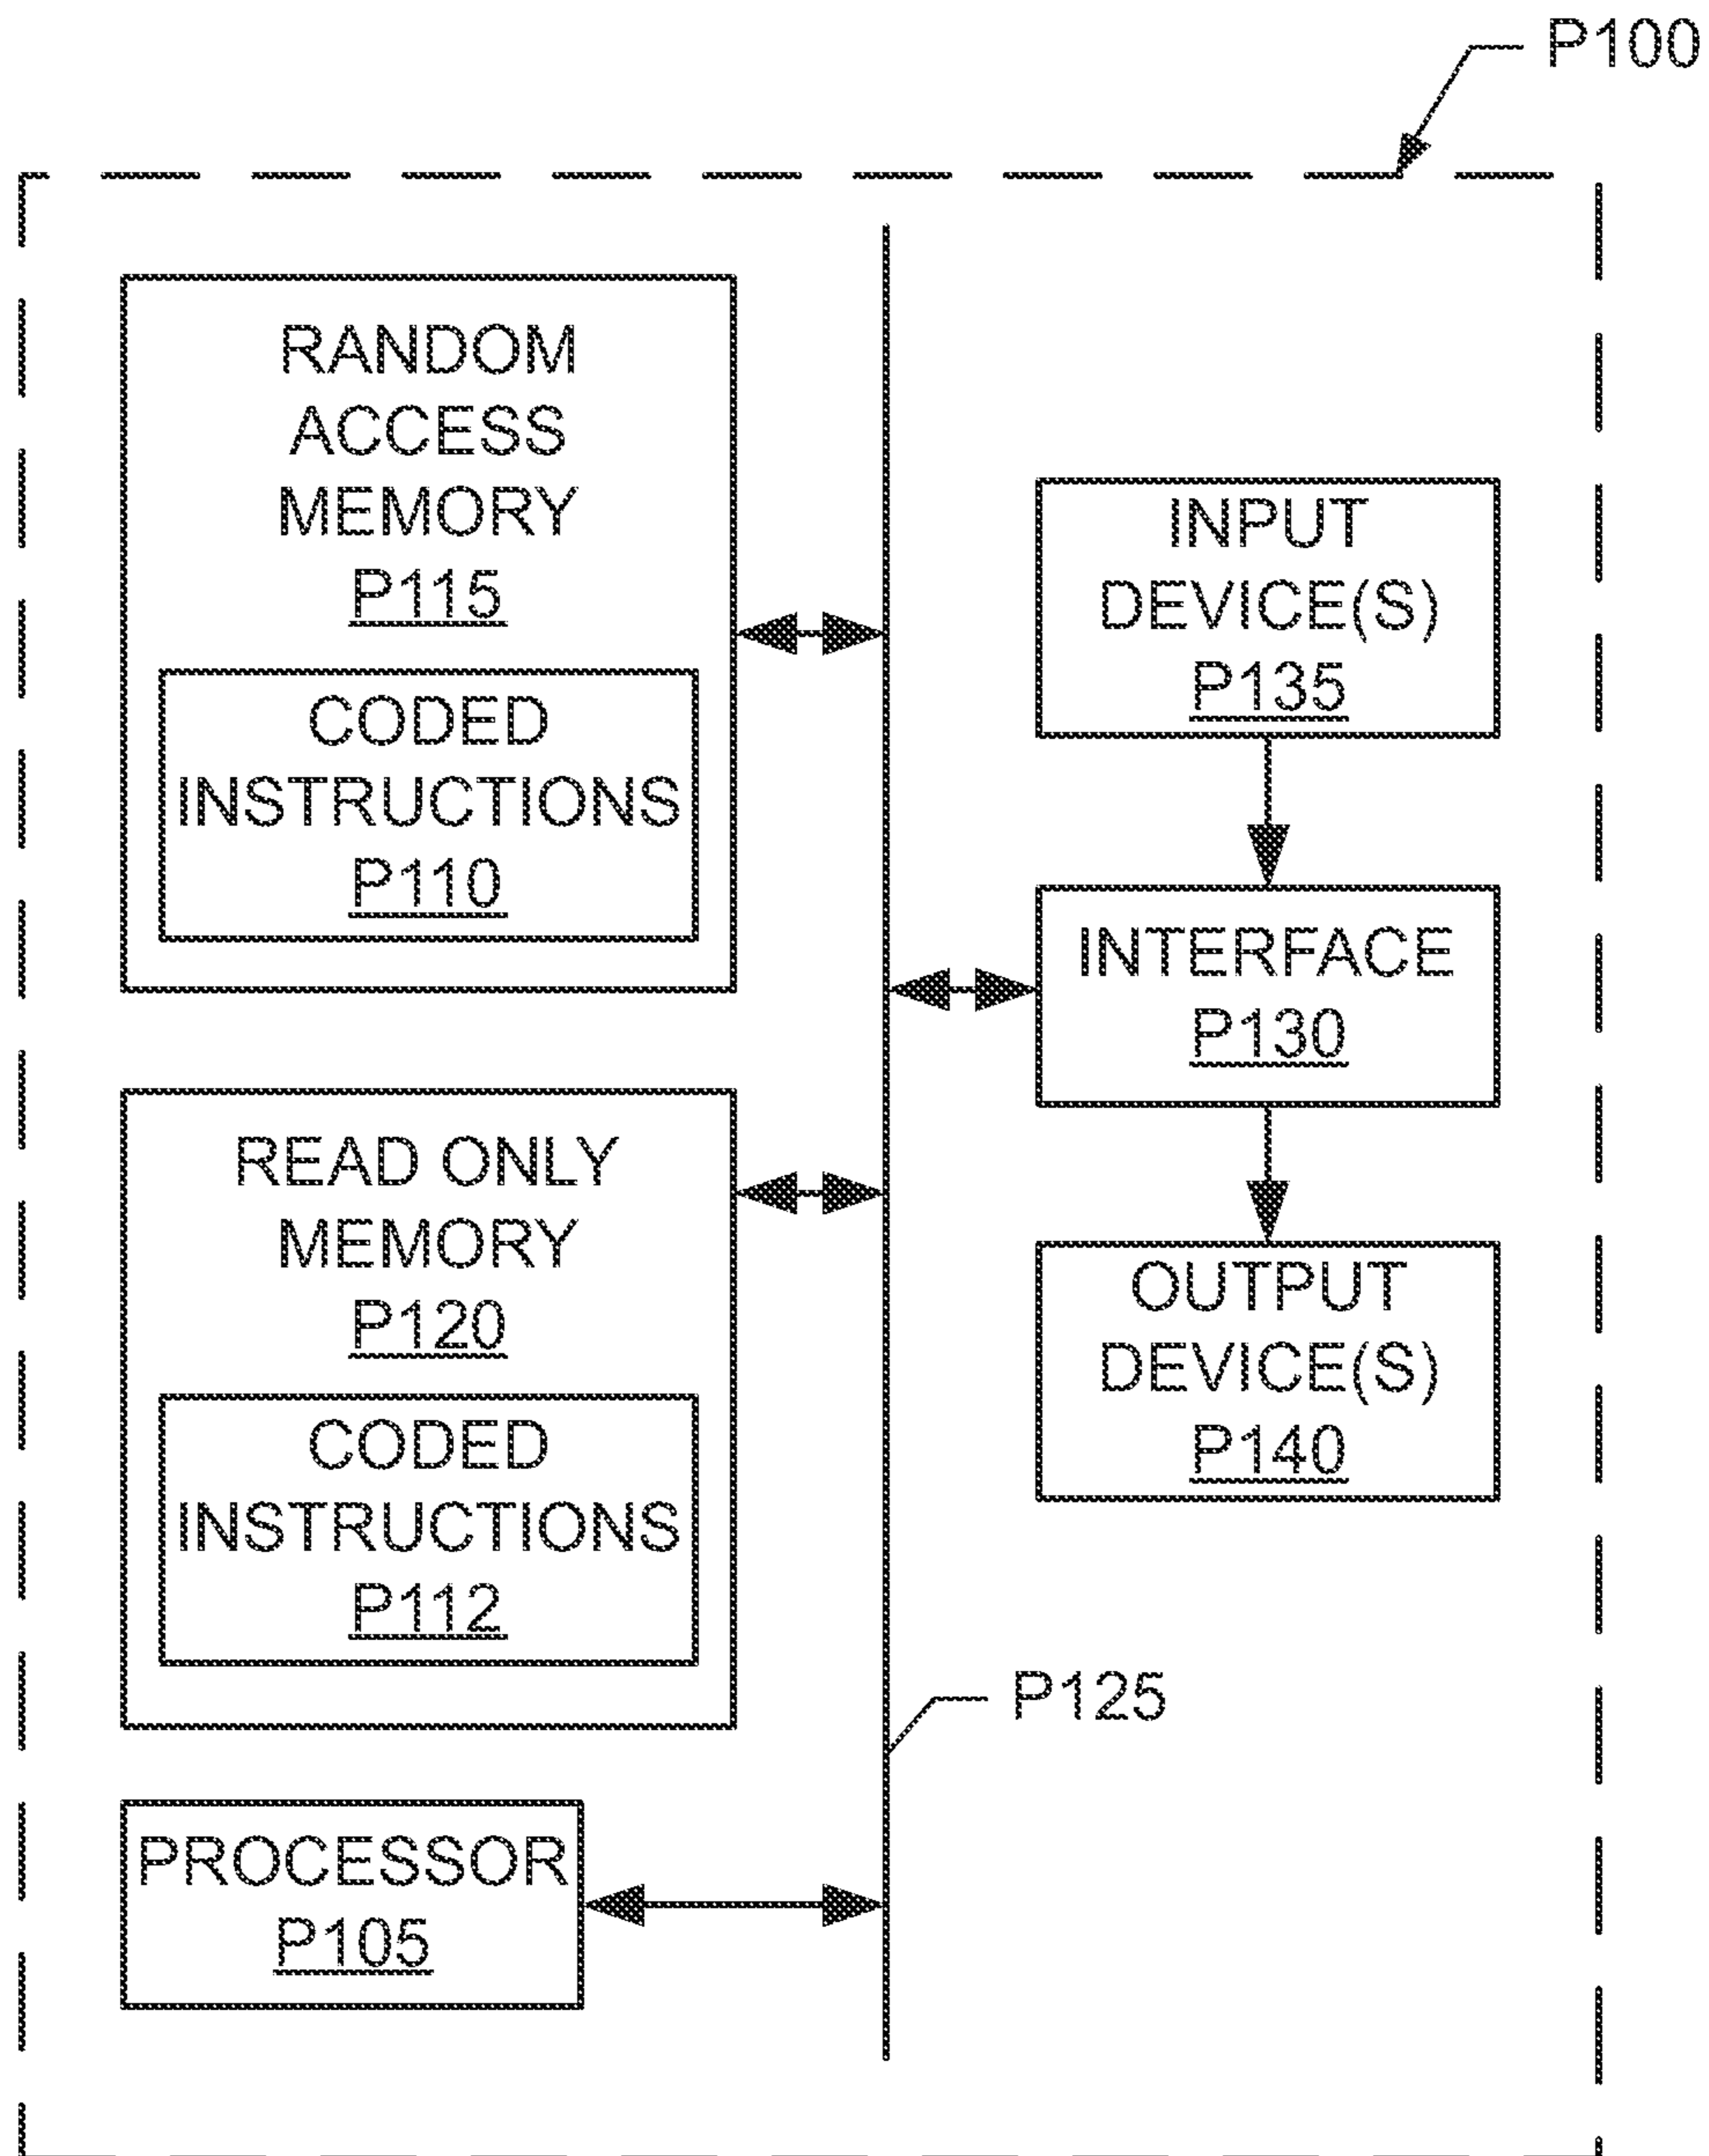 P100
RANDOM
ACCESS
MEMORY
P115
CODED
INSTRUCTIONS
P110
READ ONLY
MEMORY
P120
CODED
INSTRUCTIONS
P112
PROCESSOR
P105
INPUT
DEVICE(S)
P135
INTERFACE
P130
OUTPUT
DEVICE(S)
P140
P125